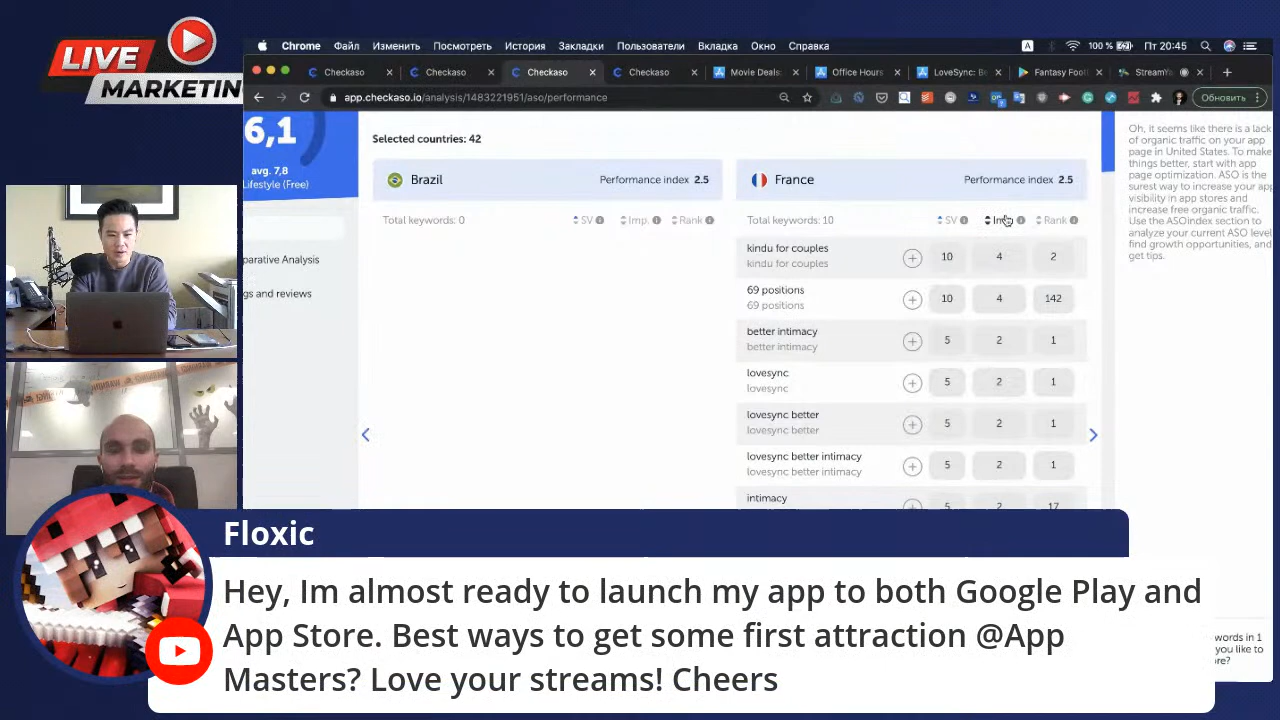 LIVE
MARKETIN
Chrome Файл Изменить Посмотреть История Закладки Пользователи Вкладка Окно Справка
A 100 % Пт 20:45
Checkaso Checkaso Checkaso Checkaso Movie Deals: Office Hours LoveSync: Be Fantasy Foot StreamYa
app.checkaso.io/analysis/1483221951/aso/performance
Обновить
6,1
avg. 7,8
Lifestyle (Free)
parative Analysis
gs and reviews
Selected countries: 42
Brazil Performance index 2.5
Total keywords: 0 SV Imp. Rank
France Performance index 2.5
Total keywords: 10 SV Imp Rank
kindu for couples
kindu for couples
10 4 2
69 positions
69 positions
10 4 142
better intimacy
better intimacy
5 2 1
lovesync
lovesync
5 2 1
lovesync better
lovesync better
5 2 1
lovesync better intimacy
lovesync better intimacy
5 2 1
intimacy
5 2 17
Oh, it seems like there is a lack
of organic traffic on your app
page in United States. To make
things better, start with app
page optimization. ASO is the
surest way to increase your app
visibility in app stores and
increase free organic traffic.
Use the ASOindex section to
analyze your current ASO level,
find growth opportunities, and
get tips.
words in 1
you like to
re?
Floxic
Hey, Im almost ready to launch my app to both Google Play and
App Store. Best ways to get some first attraction @App
Masters? Love your streams! Cheers